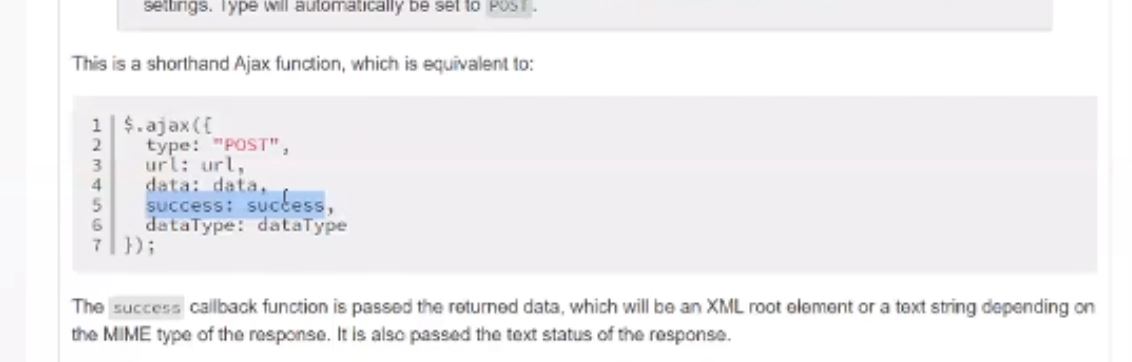 settings. Type will automatically be set to POST.
This is a shorthand Ajax function, which is equivalent to:
1 $.ajax({
2 type: "POST",
3 url: url,
4 data: data,
5 success: success,
6 dataType: dataType
7 });
The success callback function is passed the returned data, which will be an XML root element or a text string depending on
the MIME type of the response. It is also passed the text status of the response.